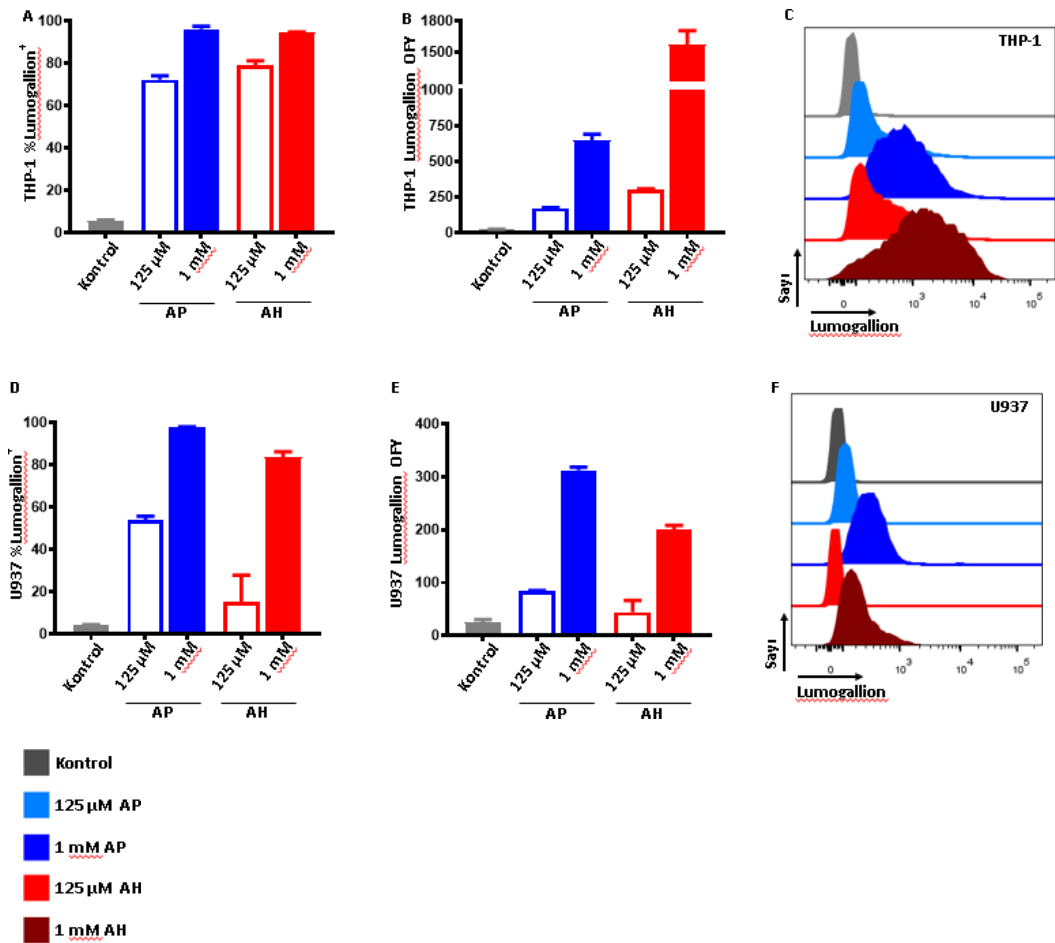 A
THP-1 %Lumogallion+
100
80
60
40
20
0
Kontrol
125 µM
1 mM
125 µM
1 mM
AP
AH
B
THP-1 Lumogallion OFY
1800
1500
1000
750
500
250
0
Kontrol
125 µM
1 mM
125 µM
1 mM
AP
AH
C
THP-1
Sayı
0
10³
10⁴
10⁵
Lumogallion
D
U937 %Lumogallion+
100
80
60
40
20
0
Kontrol
125 µM
1 mM
125 µM
1 mM
AP
AH
E
U937 Lumogallion OFY
400
300
200
100
0
Kontrol
125 µM
1 mM
125 µM
1 mM
AP
AH
F
U937
Sayı
0
10³
10⁴
10⁵
Lumogallion
Kontrol
125 µM AP
1 mM AP
125 µM AH
1 mM AH